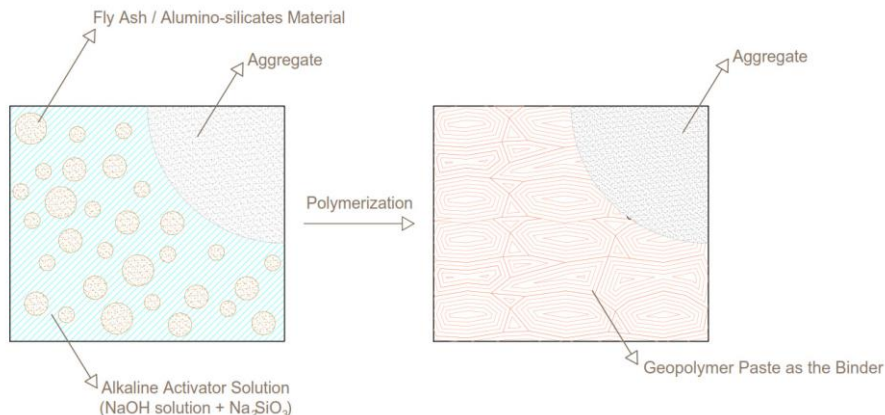 Fly Ash / Alumino-silicates Material
Aggregate
Aggregate
Polymerization
Geopolymer Paste as the Binder
Alkaline Activator Solution
(NaOH solution + Na₂SiO₃)